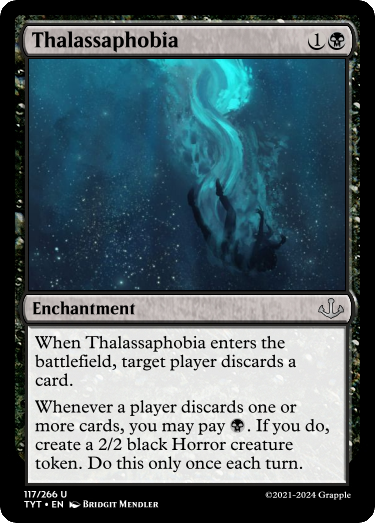 Thalassaphobia 1
Enchantment
When Thalassaphobia enters the
battlefield, target player discards a
card.
Whenever a player discards one or
more cards, you may pay . If you do,
create a 2/2 black Horror creature
token. Do this only once each turn.
117/266 U
TYT • EN Bridgit Mendler
©2021-2024 Grapple